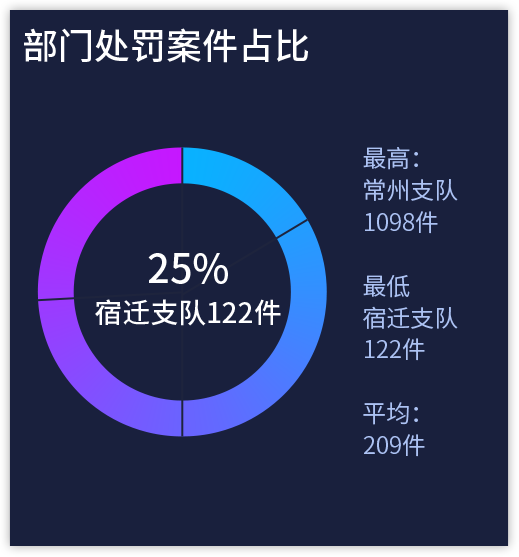 部门处罚案件占比
25%
宿迁支队122件
最高：
常州支队
1098件
最低
宿迁支队
122件
平均：
209件